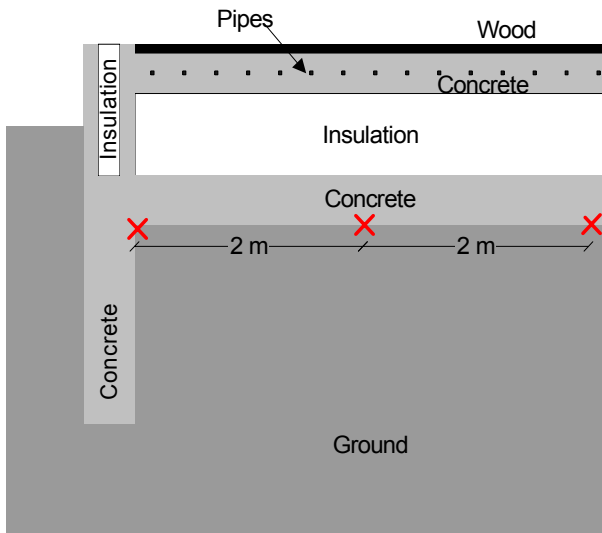 Pipes
Wood
Concrete
Insulation
Insulation
Concrete
2 m
2 m
Concrete
Ground